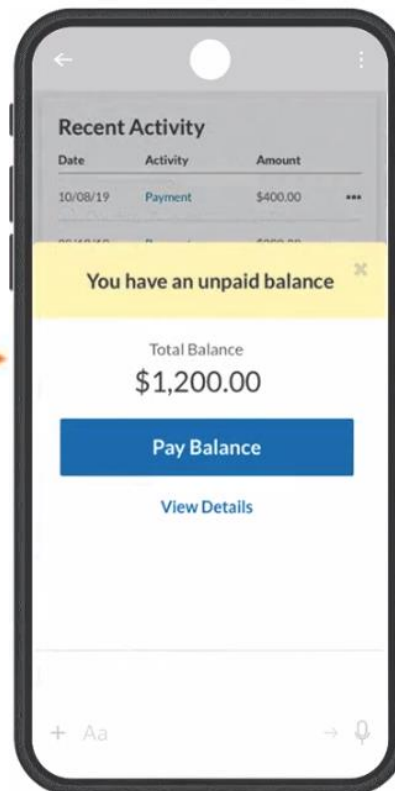 Recent Activity
Date Activity Amount
10/08/19 Payment $400.00
You have an unpaid balance
Total Balance
$1,200.00
Pay Balance
View Details
Aa